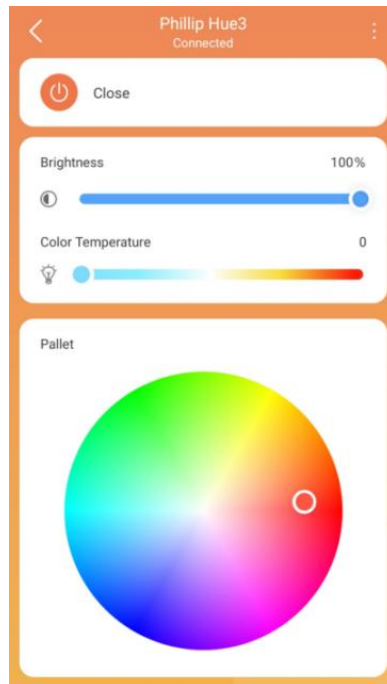 Phillip Hue3
Connected
Close
Brightness 100%
Color Temperature 0
Pallet